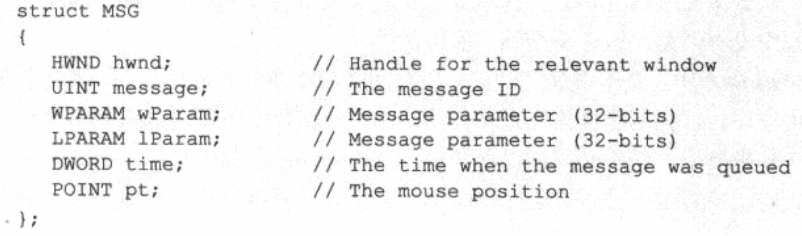 struct MSG
{
HWND hwnd; // Handle for the relevant window
UINT message; // The message ID
WPARAM wParam; // Message parameter (32-bits)
LPARAM lParam; // Message parameter (32-bits)
DWORD time; // The time when the message was queued
POINT pt; // The mouse position
};